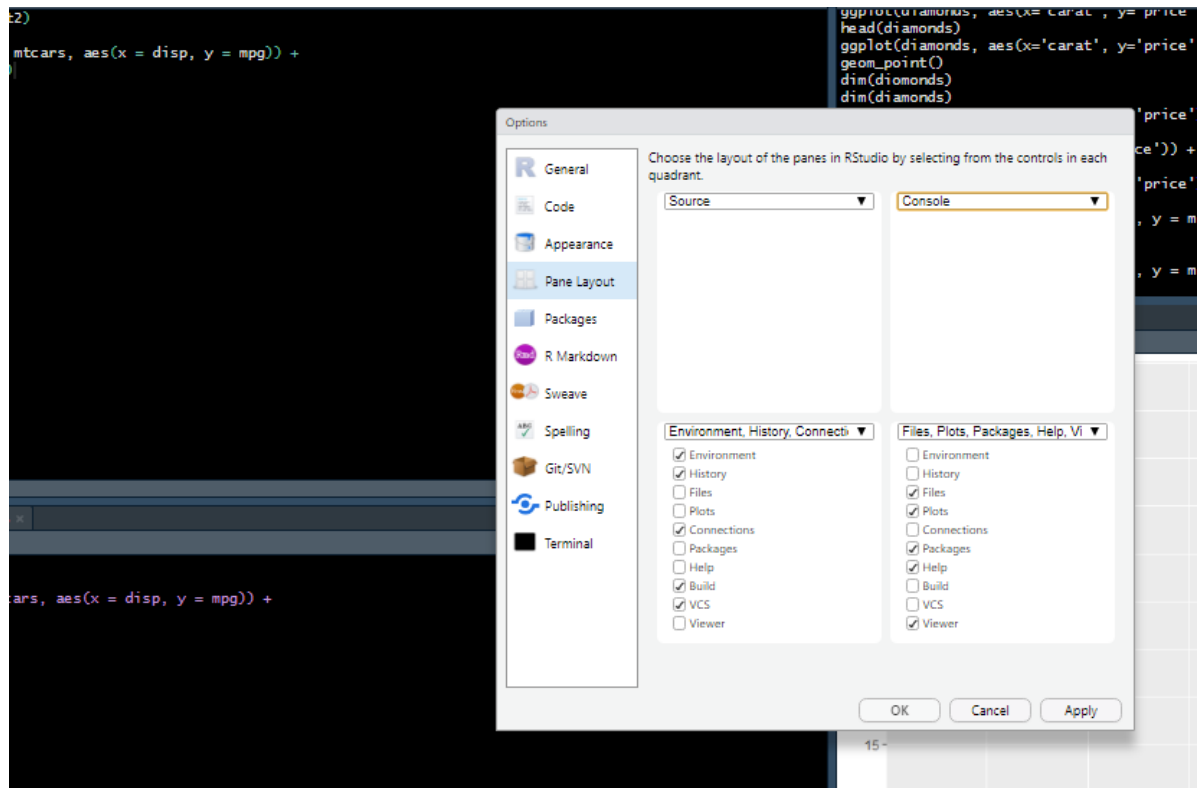 t2)
mtcars, aes(x = disp, y = mpg)) +
)
cars, aes(x = disp, y = mpg)) +
ggplot(diamonds, aes(x='carat', y='price'
head(diamonds)
ggplot(diamonds, aes(x='carat', y='price'
geom_point()
dim(diomonds)
dim(diamonds)
'price'
ce')) +
'price'
, y = m
, y = m
Options
General
Code
Appearance
Pane Layout
Packages
Rmd R Markdown
Sweave
ABC Spelling
Git/SVN
Publishing
Terminal
Choose the layout of the panes in RStudio by selecting from the controls in each
quadrant.
Source
Console
Environment, History, Connecti
Environment
History
Files
Plots
Connections
Packages
Help
Build
VCS
Viewer
Files, Plots, Packages, Help, Vi
Environment
History
Files
Plots
Connections
Packages
Help
Build
VCS
Viewer
OK
Cancel
Apply
15